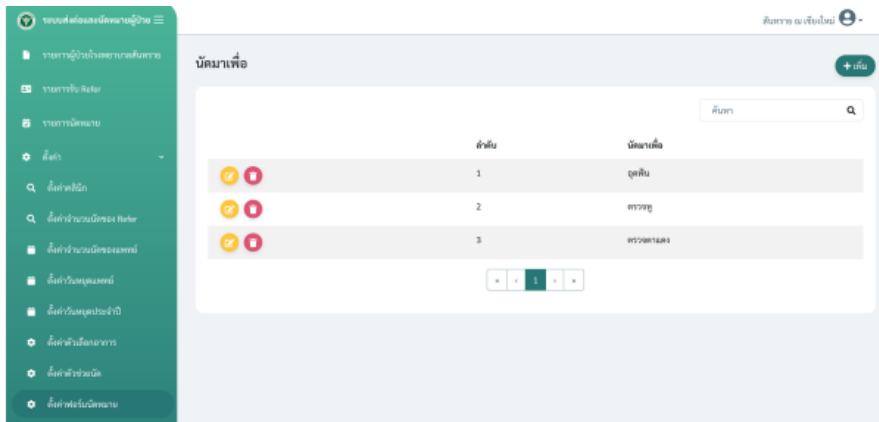 ระบบส่งต่อและนัดหมายผู้ป่วย
สันทราย ณ เชียงใหม่
รายการผู้ป่วยโรงพยาบาลสันทราย
รายการรับ Refer
รายการนัดหมาย
ตั้งค่า
ตั้งค่าคลินิก
ตั้งค่าจำนวนนัดของ Refer
ตั้งค่าจำนวนนัดของแพทย์
ตั้งค่าวันหยุดแพทย์
ตั้งค่าวันหยุดประจำปี
ตั้งค่าตัวเลือกอาการ
ตั้งค่าตัวช่วยนัด
ตั้งค่าฟอร์มนัดหมาย
นัดมาเพื่อ
+ เพิ่ม
ค้นหา
ลำดับ นัดมาเพื่อ
1 อุดฟัน
2 ตรวจหู
3 ตรวจตาแดง
« ‹ 1 › »